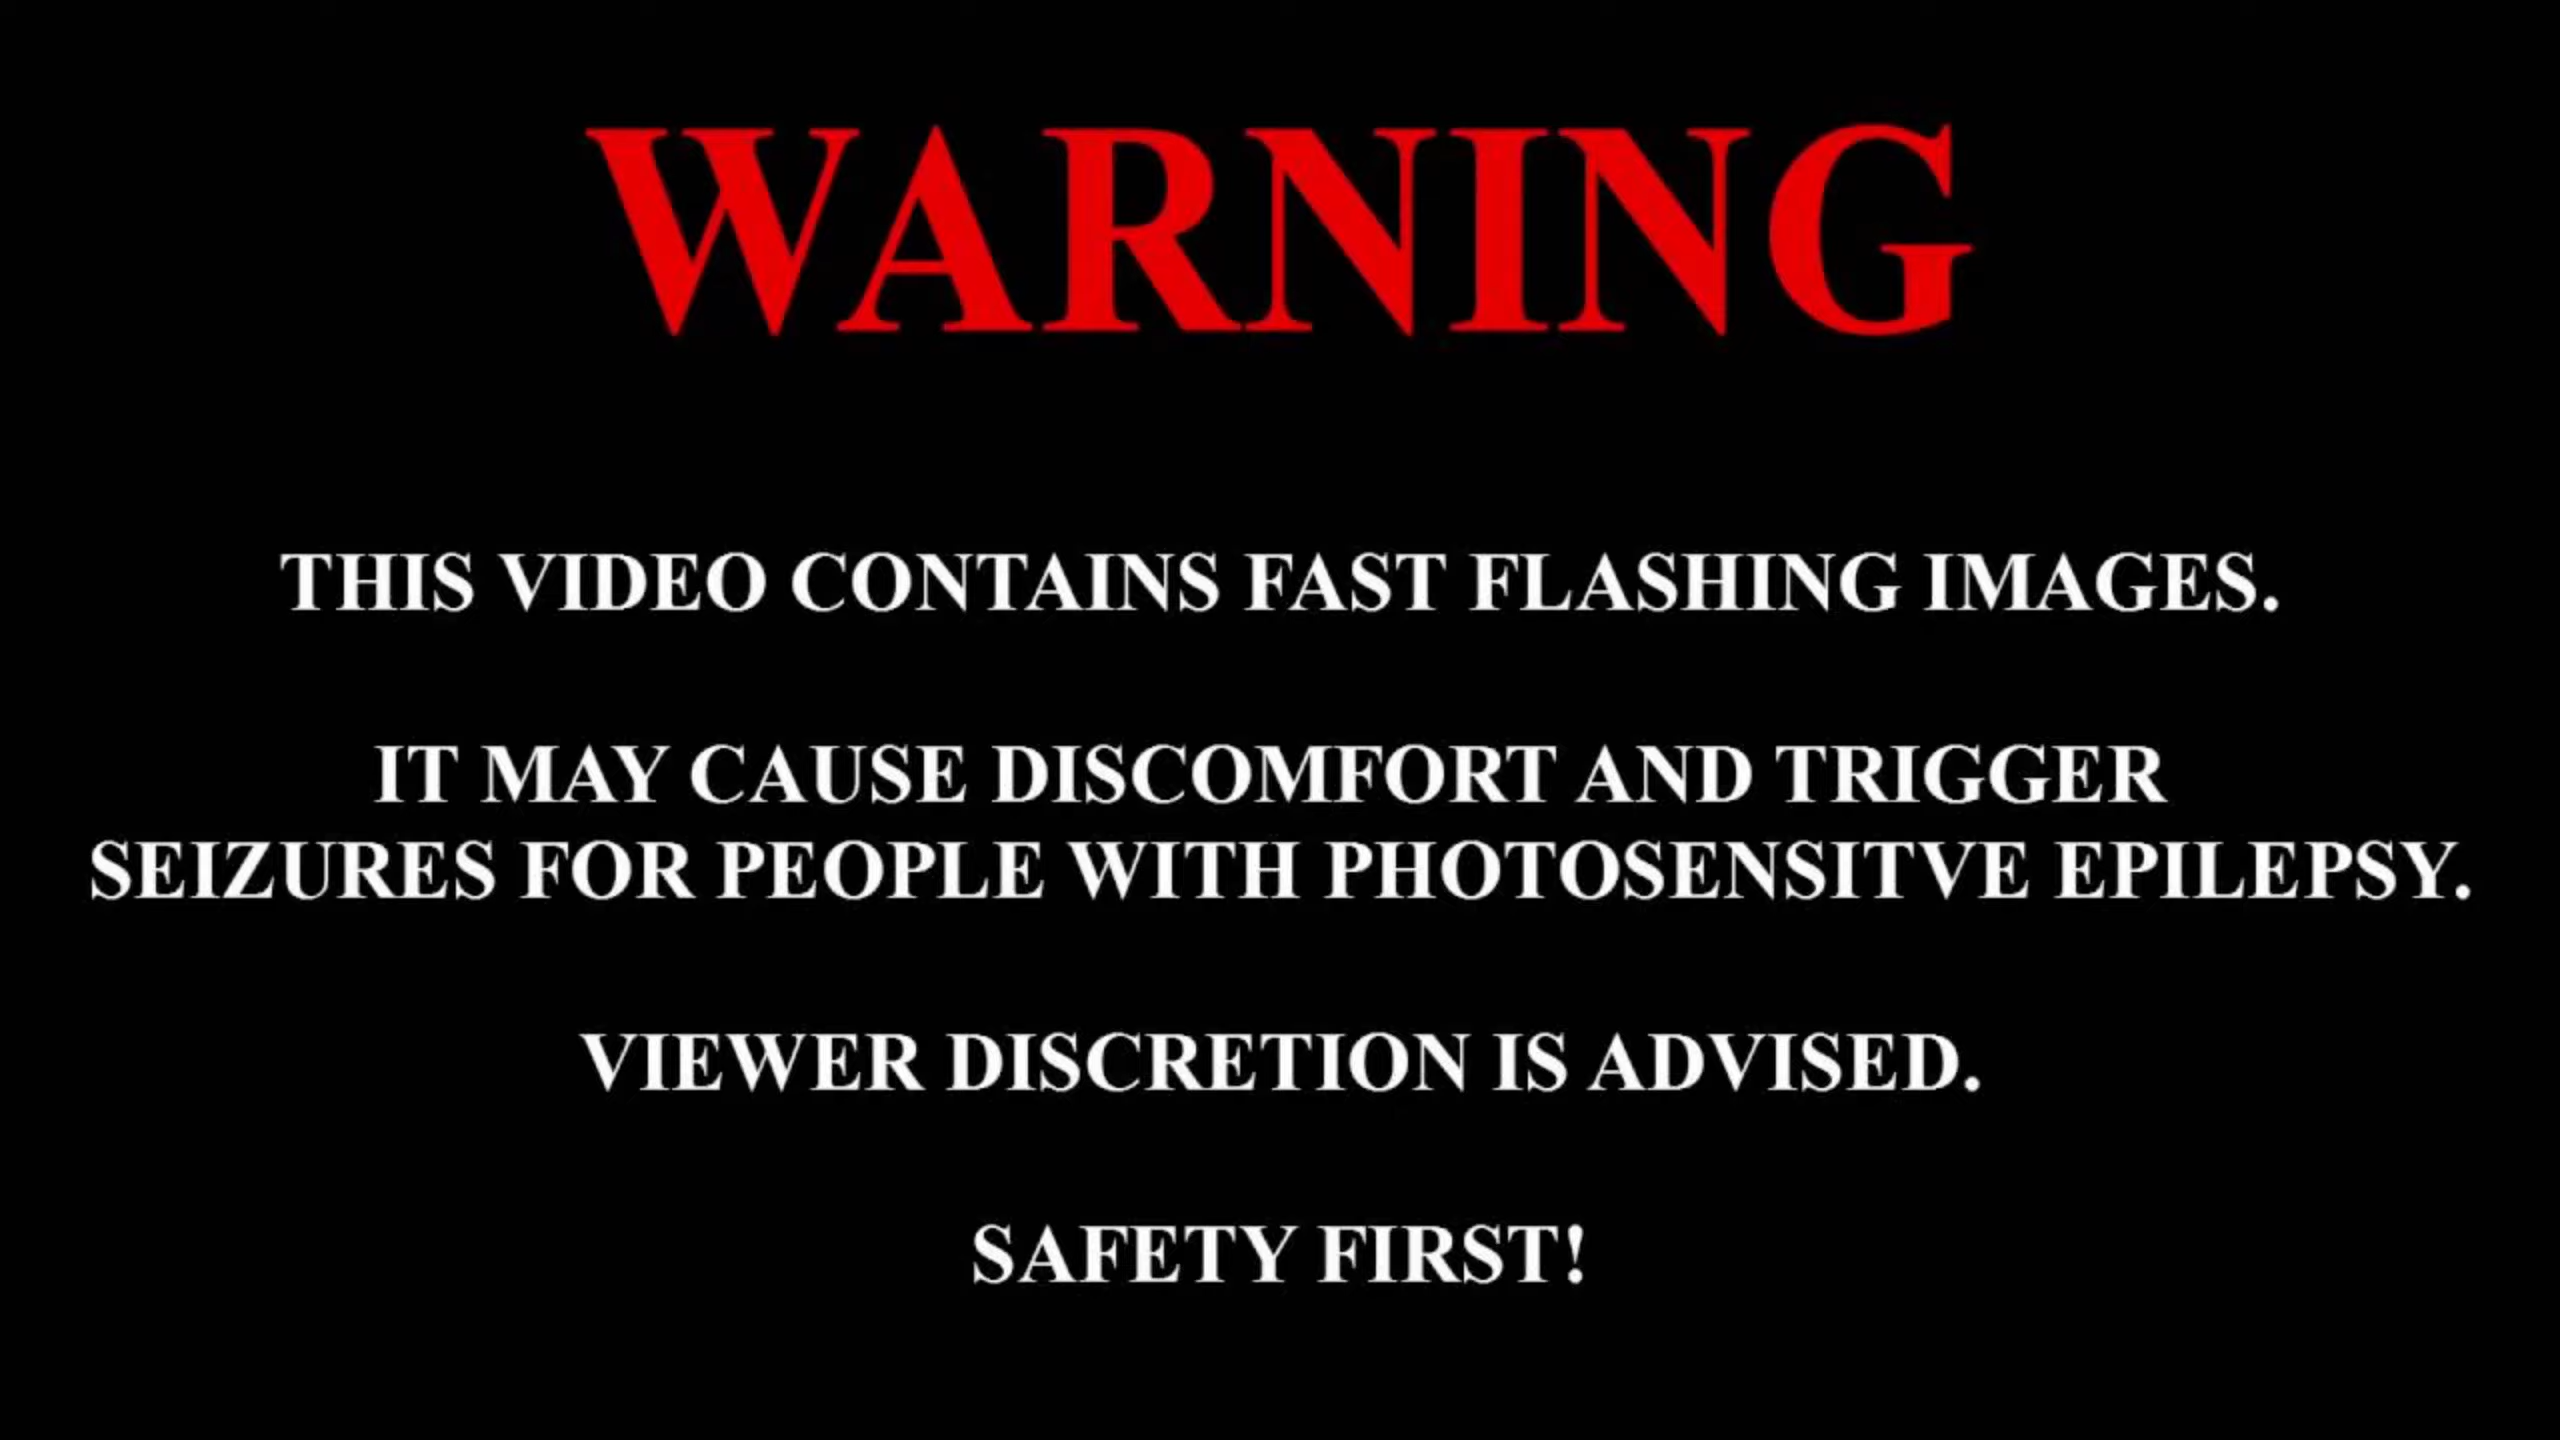 WARNING
THIS VIDEO CONTAINS FAST FLASHING IMAGES.
IT MAY CAUSE DISCOMFORT AND TRIGGER
SEIZURES FOR PEOPLE WITH PHOTOSENSITVE EPILEPSY.
VIEWER DISCRETION IS ADVISED.
SAFETY FIRST!